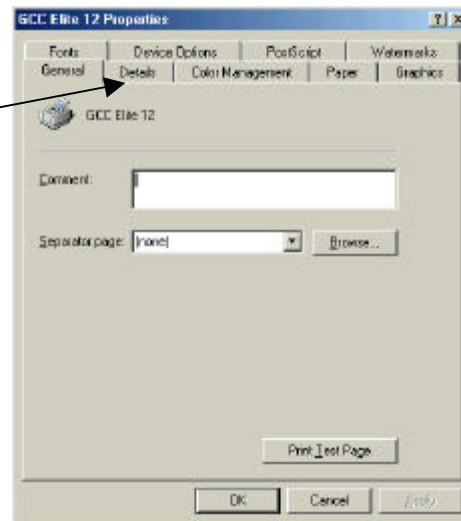 GCC Elite 12 Properties
Fonts Device Options PostScript Watermarks
General Details Color Management Paper Graphics
GCC Elite 12
Comment:
Separator page: (none) Browse...
Print Test Page
OK Cancel Apply